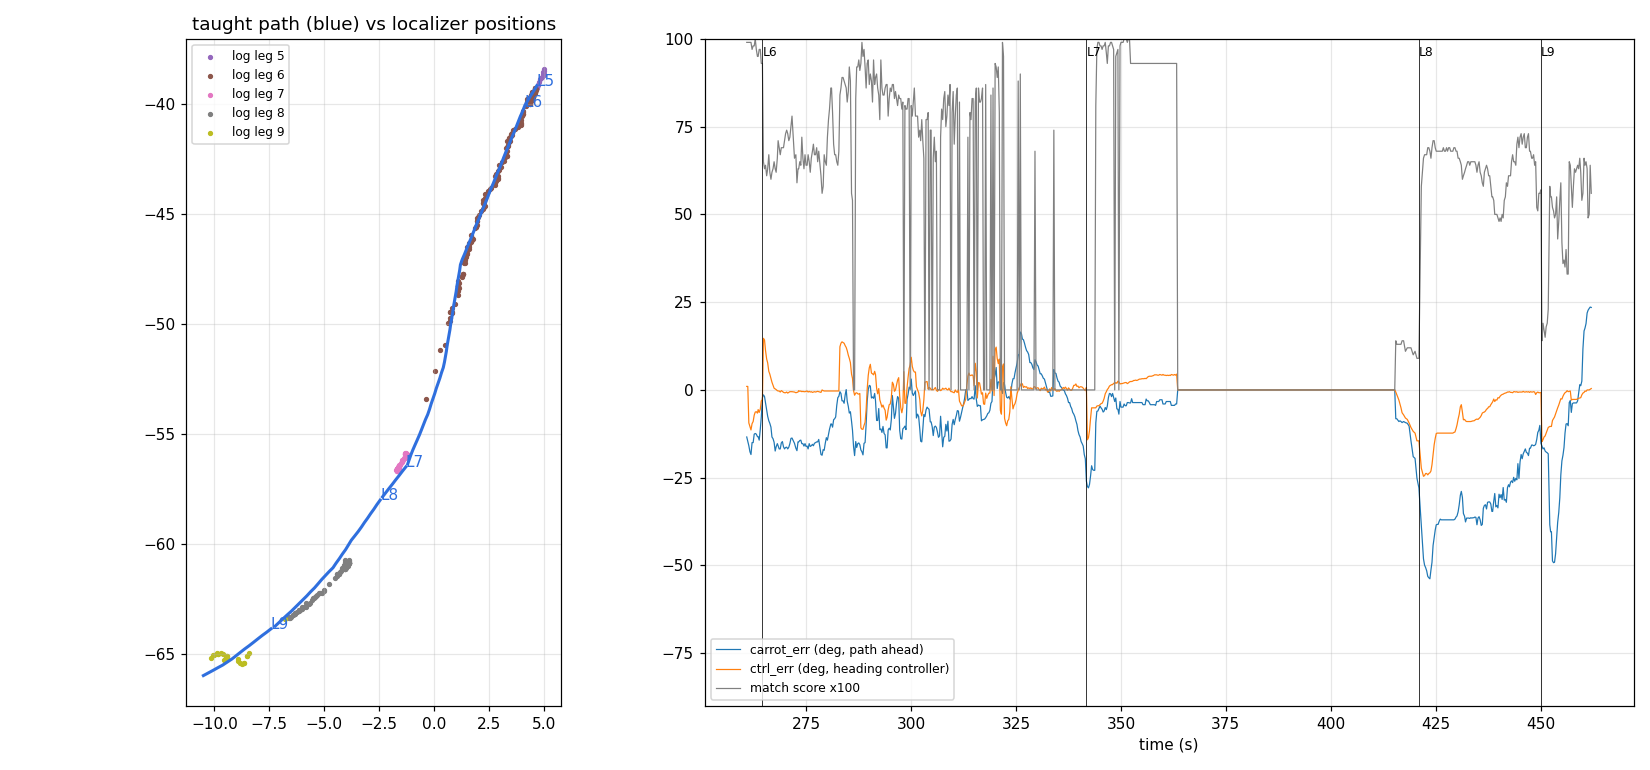 taught path (blue) vs localizer positions
log leg 5
log leg 6
log leg 7
log leg 8
log leg 9
L5
L6
L7
L8
L9
−40
−45
−50
−55
−60
−65
−10.0 −7.5 −5.0 −2.5 0.0 2.5 5.0
100
75
50
25
0
−25
−50
−75
L6 L7 L8 L9
carrot_err (deg, path ahead)
ctrl_err (deg, heading controller)
match score x100
275 300 325 350 375 400 425 450
time (s)